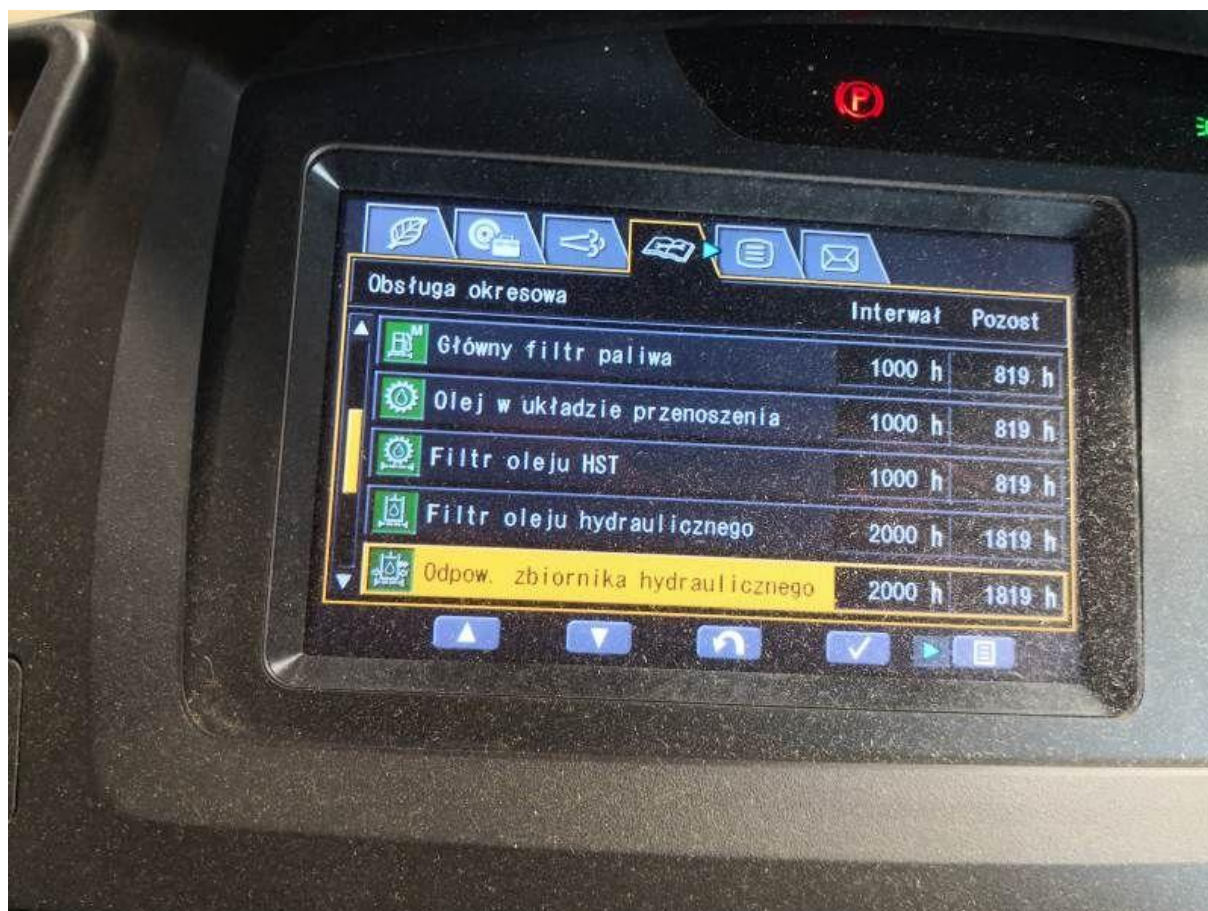 P
Obsługa okresowa Interwał Pozost
M Główny filtr paliwa 1000 h 819 h
Olej w układzie przenoszenia 1000 h 819 h
Filtr oleju HST 1000 h 819 h
Filtr oleju hydraulicznego 2000 h 1819 h
Odpow. zbiornika hydraulicznego 2000 h 1819 h